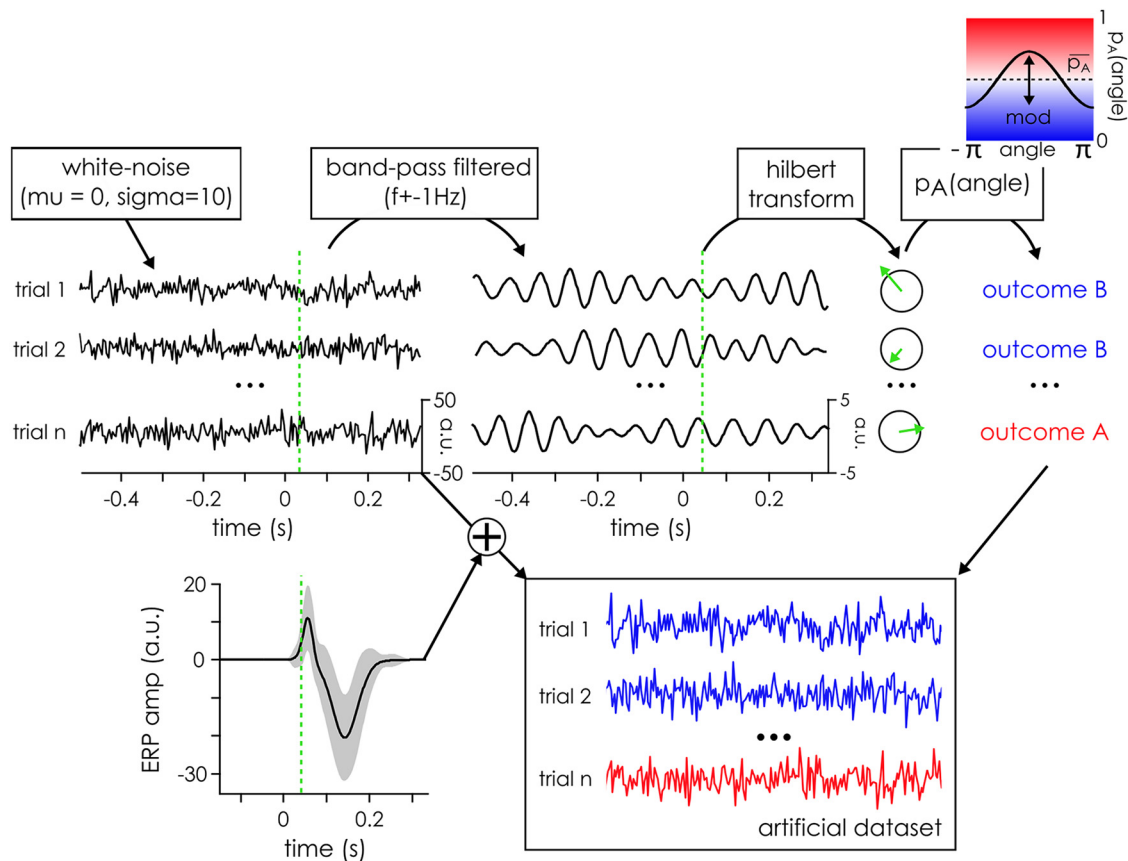 1
p̅A̅
pA(angle)
mod
0
-π angle π
white-noise
(mu = 0, sigma=10)
band-pass filtered
(f+-1Hz)
hilbert
transform
pA(angle)
trial 1
outcome B
trial 2
outcome B
...
...
...
...
trial n
outcome A
50
a.u.
-50
5
a.u.
-5
-0.4 -0.2 0 0.2
time (s)
-0.4 -0.2 0 0.2
time (s)
+
20
0
-30
ERP amp (a.u.)
0 0.2
time (s)
trial 1
trial 2
...
trial n
artificial dataset